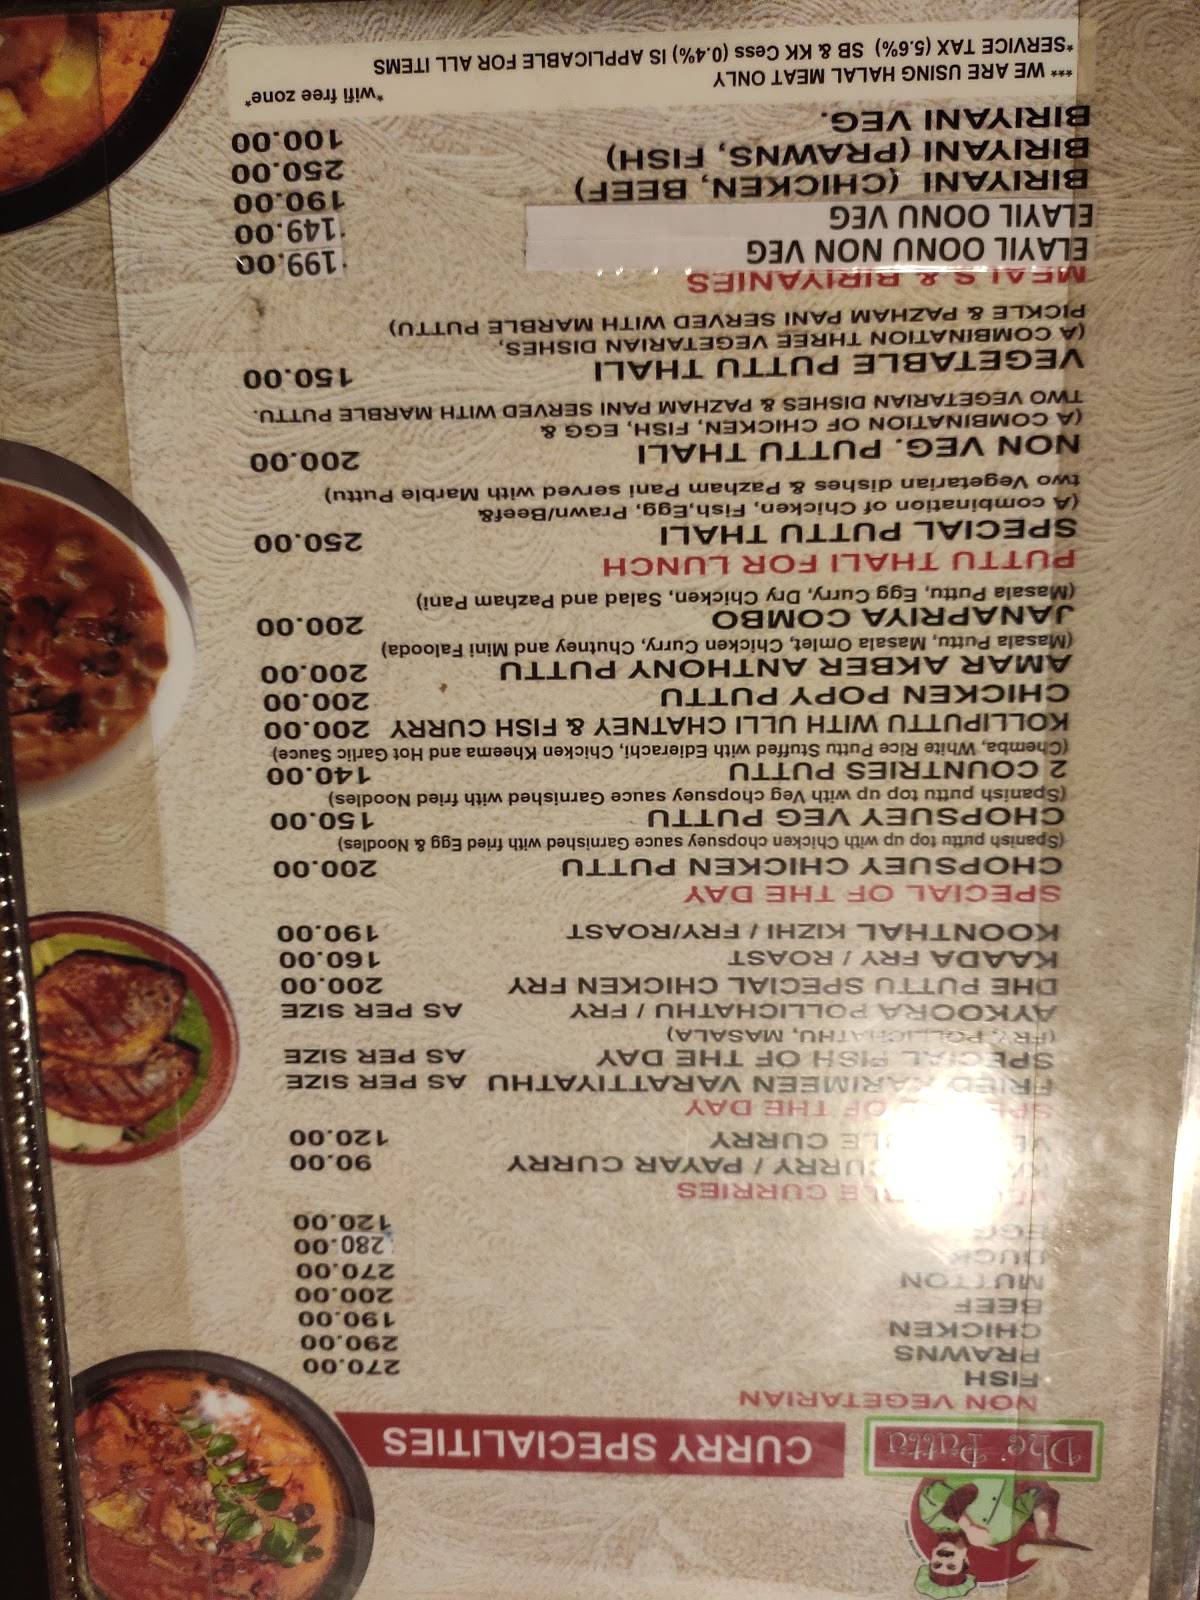 Dhe Puttu
CURRY SPECIALITIES
NON VEGETARIAN
FISH 270.00
PRAWNS 290.00
CHICKEN 190.00
BEEF 200.00
MUTTON 270.00
DUCK 280.00
EGG 120.00
CURRIES
CURRY / PAYAR CURRY 90.00
CURRY 120.00
OF THE DAY
FRIED KARIMEEN VARATTIYATHU AS PER SIZE
SPECIAL FISH OF THE DAY AS PER SIZE
(FRY, POLLICHATHU, MASALA)
AYKOORA POLLICHATHU / FRY AS PER SIZE
DHE PUTTU SPECIAL CHICKEN FRY 200.00
KAADA FRY / ROAST 160.00
KOONTHAL KIZHI / FRY/ROAST 190.00
SPECIAL OF THE DAY
CHOPSUEY CHICKEN PUTTU 200.00
(Spanish puttu top up with Chicken chopsuey sauce Garnished with fried Egg & Noodles)
CHOPSUEY VEG PUTTU 150.00
(Spanish puttu top up with Veg chopsuey sauce Garnished with fried Noodles)
2 COUNTRIES PUTTU 140.00
(Chemba, White Rice Puttu Stuffed with Edierachi, Chicken Kheema and Hot Garlic Sauce)
KOLLIPUTTU WITH ULLI CHATNEY & FISH CURRY 200.00
CHICKEN POPY PUTTU 200.00
AMAR AKBER ANTHONY PUTTU 200.00
(Masala Puttu, Masala Omlet, Chicken Curry, Chutney and Mini Falooda)
JANAPRIYA COMBO 200.00
(Masala Puttu, Egg Curry, Dry Chicken, Salad and Pazham Pani)
PUTTU THALI FOR LUNCH
SPECIAL PUTTU THALI 250.00
(A combination of Chicken, Fish,Egg, Prawn/Beef&
two Vegetarian dishes & Pazham Pani served with Marble Puttu)
NON VEG. PUTTU THALI 200.00
(A COMBINATION OF CHICKEN, FISH, EGG &
TWO VEGETARIAN DISHES & PAZHAM PANI SERVED WITH MARBLE PUTTU.
VEGETABLE PUTTU THALI 150.00
(A COMBINATION THREE VEGETARIAN DISHES,
PICKLE & PAZHAM PANI SERVED WITH MARBLE PUTTU)
MEALS & BIRIYANIES
ELAYIL OONU NON VEG 199.00
ELAYIL OONU VEG 149.00
BIRIYANI (CHICKEN, BEEF) 190.00
BIRIYANI (PRAWNS, FISH) 250.00
BIRIYANI VEG. 100.00
*wifi free zone*
*** WE ARE USING HALAL MEAT ONLY
*SERVICE TAX (5.6%) SB & KK Cess (0.4%) IS APPLICABLE FOR ALL ITEMS